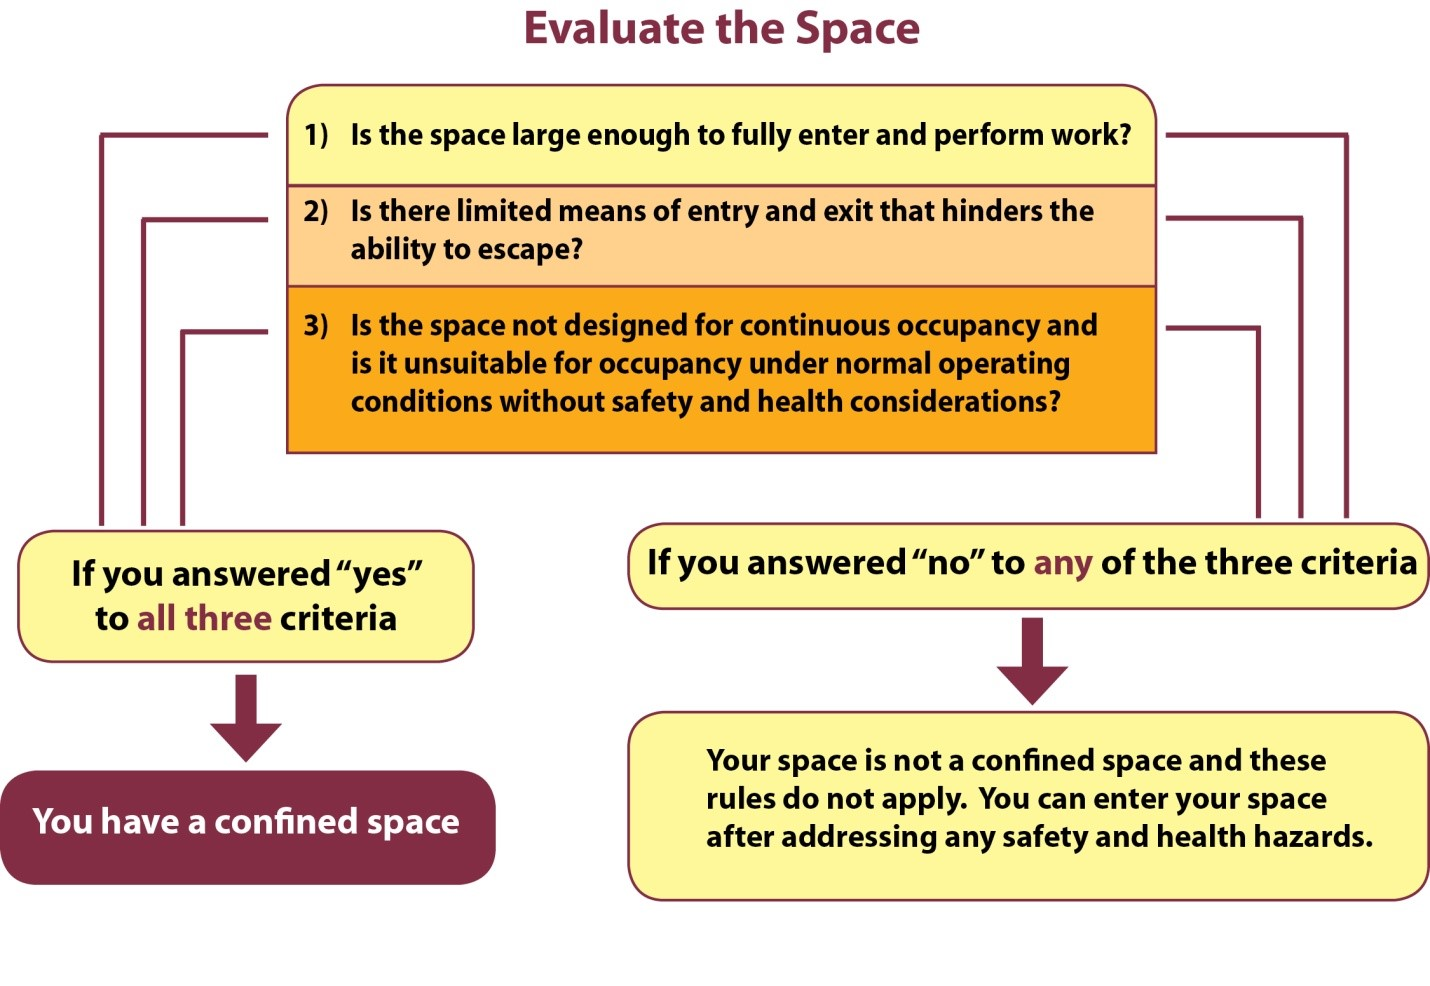 Evaluate the Space
1) Is the space large enough to fully enter and perform work?
2) Is there limited means of entry and exit that hinders the
ability to escape?
3) Is the space not designed for continuous occupancy and
is it unsuitable for occupancy under normal operating
conditions without safety and health considerations?
If you answered “yes”
to all three criteria
You have a confined space
If you answered “no” to any of the three criteria
Your space is not a confined space and these
rules do not apply. You can enter your space
after addressing any safety and health hazards.